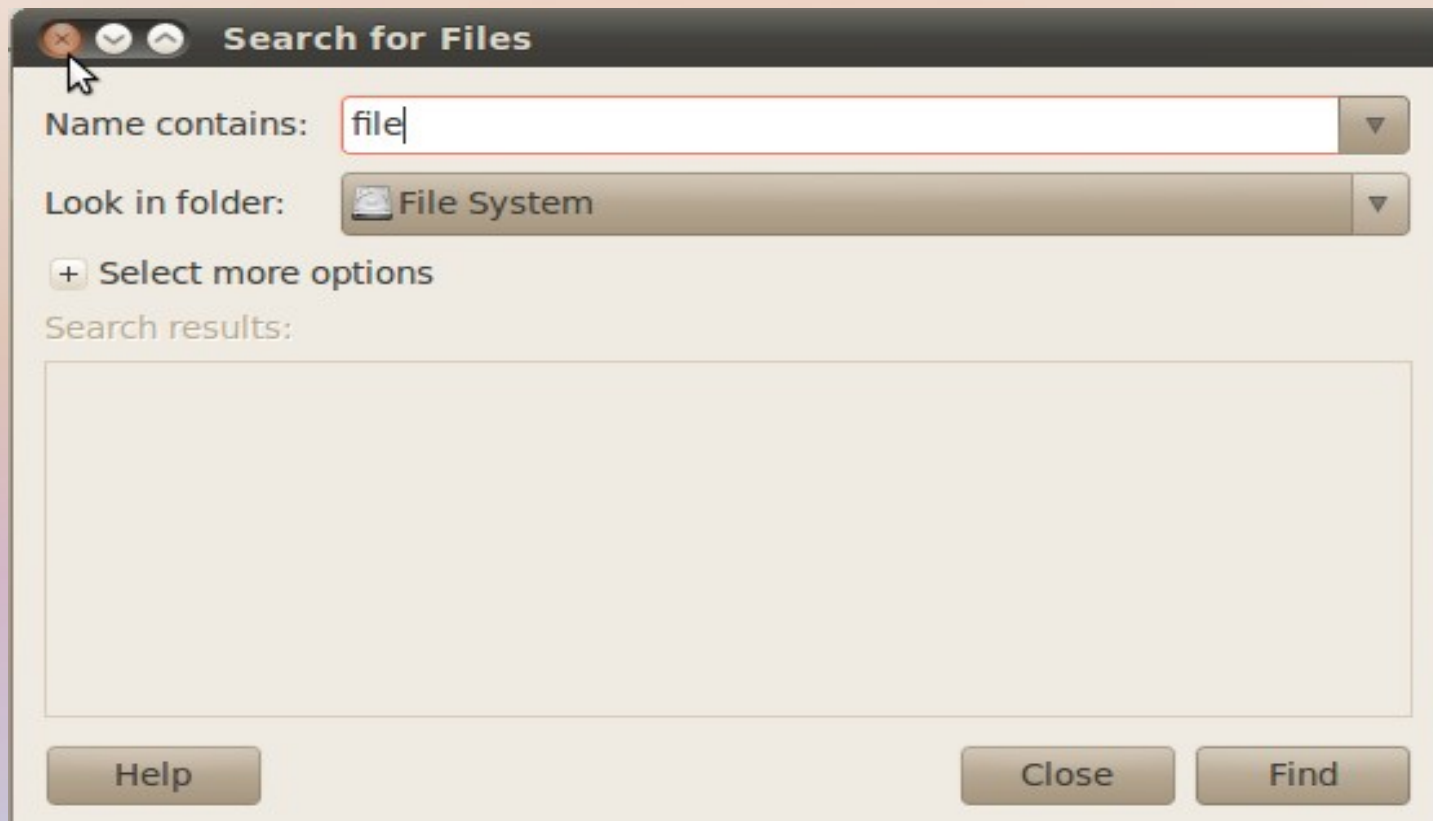 Search for Files
Name contains: file
Look in folder: File System
+ Select more options
Search results:
Help Close Find